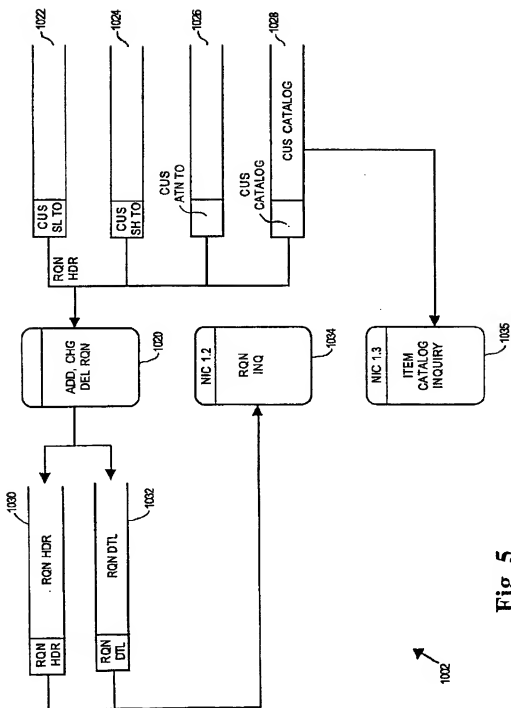 1022
CUS
SL TO
1024
CUS
SH TO
1026
CUS
ATN TO
1028
CUS
CATALOG
CUS CATALOG
RQN
HDR
ADD, CHG
DEL RQN
1020
NIC 1.2
RQN
INQ
1034
NIC 1.3
ITEM
CATALOG
INQUIRY
1035
1030
RQN
HDR
RQN HDR
1032
RQN
DTL
RQN DTL
1002
Fig 5